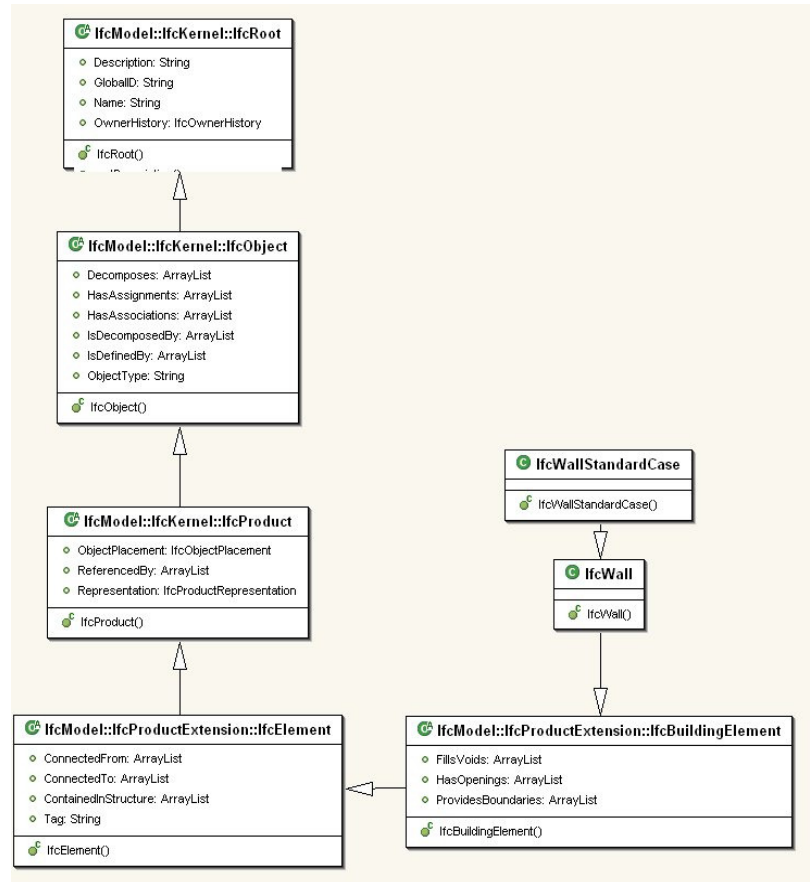 IfcModel::IfcKernel::IfcRoot
Description: String
GlobalID: String
Name: String
OwnerHistory: IfcOwnerHistory
IfcRoot()
IfcModel::IfcKernel::IfcObject
Decomposes: ArrayList
HasAssignments: ArrayList
HasAssociations: ArrayList
IsDecomposedBy: ArrayList
IsDefinedBy: ArrayList
ObjectType: String
IfcObject()
IfcModel::IfcKernel::IfcProduct
ObjectPlacement: IfcObjectPlacement
ReferencedBy: ArrayList
Representation: IfcProductRepresentation
IfcProduct()
IfcWallStandardCase
IfcWallStandardCase()
IfcWall
IfcWall()
IfcModel::IfcProductExtension::IfcElement
ConnectedFrom: ArrayList
ConnectedTo: ArrayList
ContainedInStructure: ArrayList
Tag: String
IfcElement()
IfcModel::IfcProductExtension::IfcBuildingElement
FillsVoids: ArrayList
HasOpenings: ArrayList
ProvidesBoundaries: ArrayList
IfcBuildingElement()